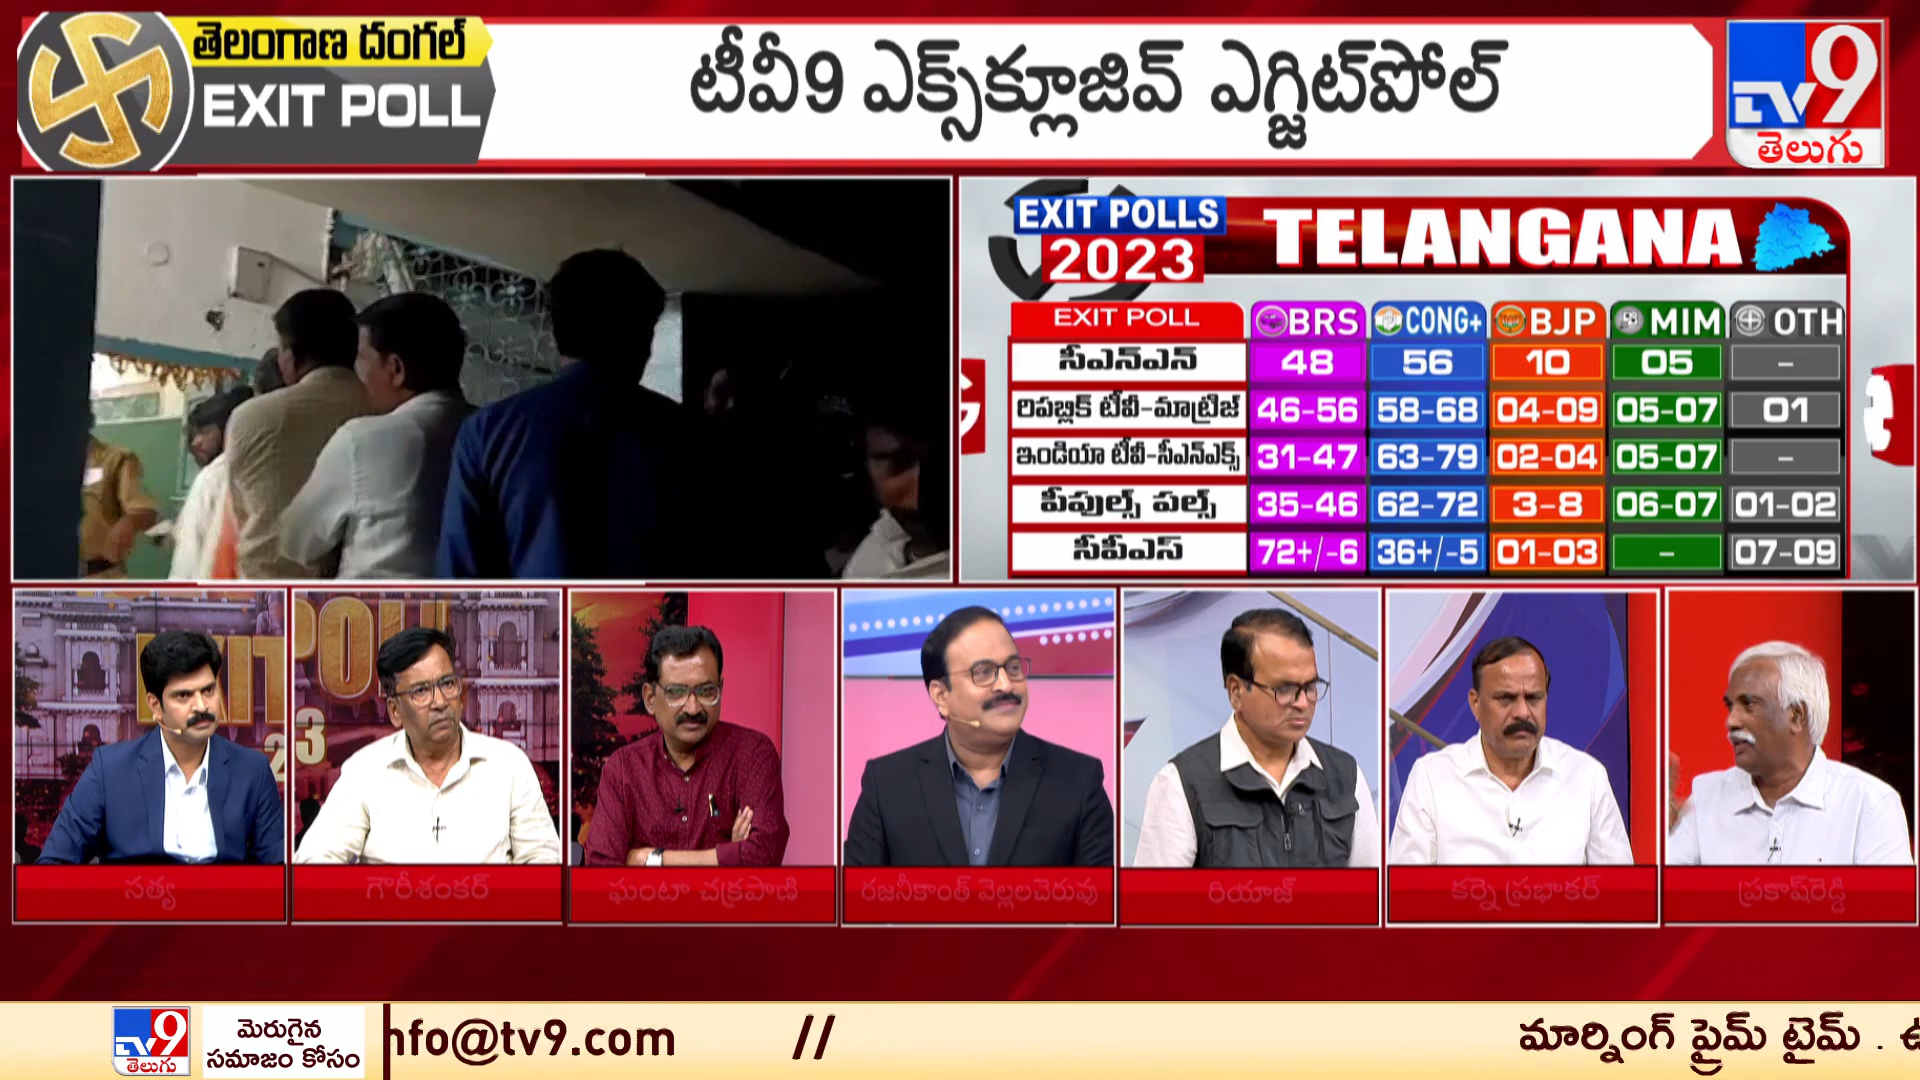 తెలంగాణ దంగల్
EXIT POLL
టీవీ9 ఎక్స్‌క్లూజివ్ ఎగ్జిట్‌పోల్
TV9
తెలుగు
EXIT POLLS
2023
TELANGANA
EXIT POLL BRS CONG+ BJP MIM OTH
సీఎన్ఎన్ 48 56 10 05 -
రిపబ్లిక్ టీవీ-మాట్రిజ్ 46-56 58-68 04-09 05-07 01
ఇండియా టీవీ-సీఎన్ఎక్స్ 31-47 63-79 02-04 05-07 -
పీపుల్స్ పల్స్ 35-46 62-72 3-8 06-07 01-02
సీపీఎస్ 72+/-6 36+/-5 01-03 - 07-09
సత్య
గౌరీశంకర్
ఘంటా చక్రపాణి
రజనీకాంత్ వెల్లలచెరువు
రియాజ్
కర్నె ప్రభాకర్
ప్రకాష్‌రెడ్డి
TV9
తెలుగు
మెరుగైన
సమాజం కోసం
nfo@tv9.com // మార్నింగ్ ప్రైమ్ టైమ్ . ఉ